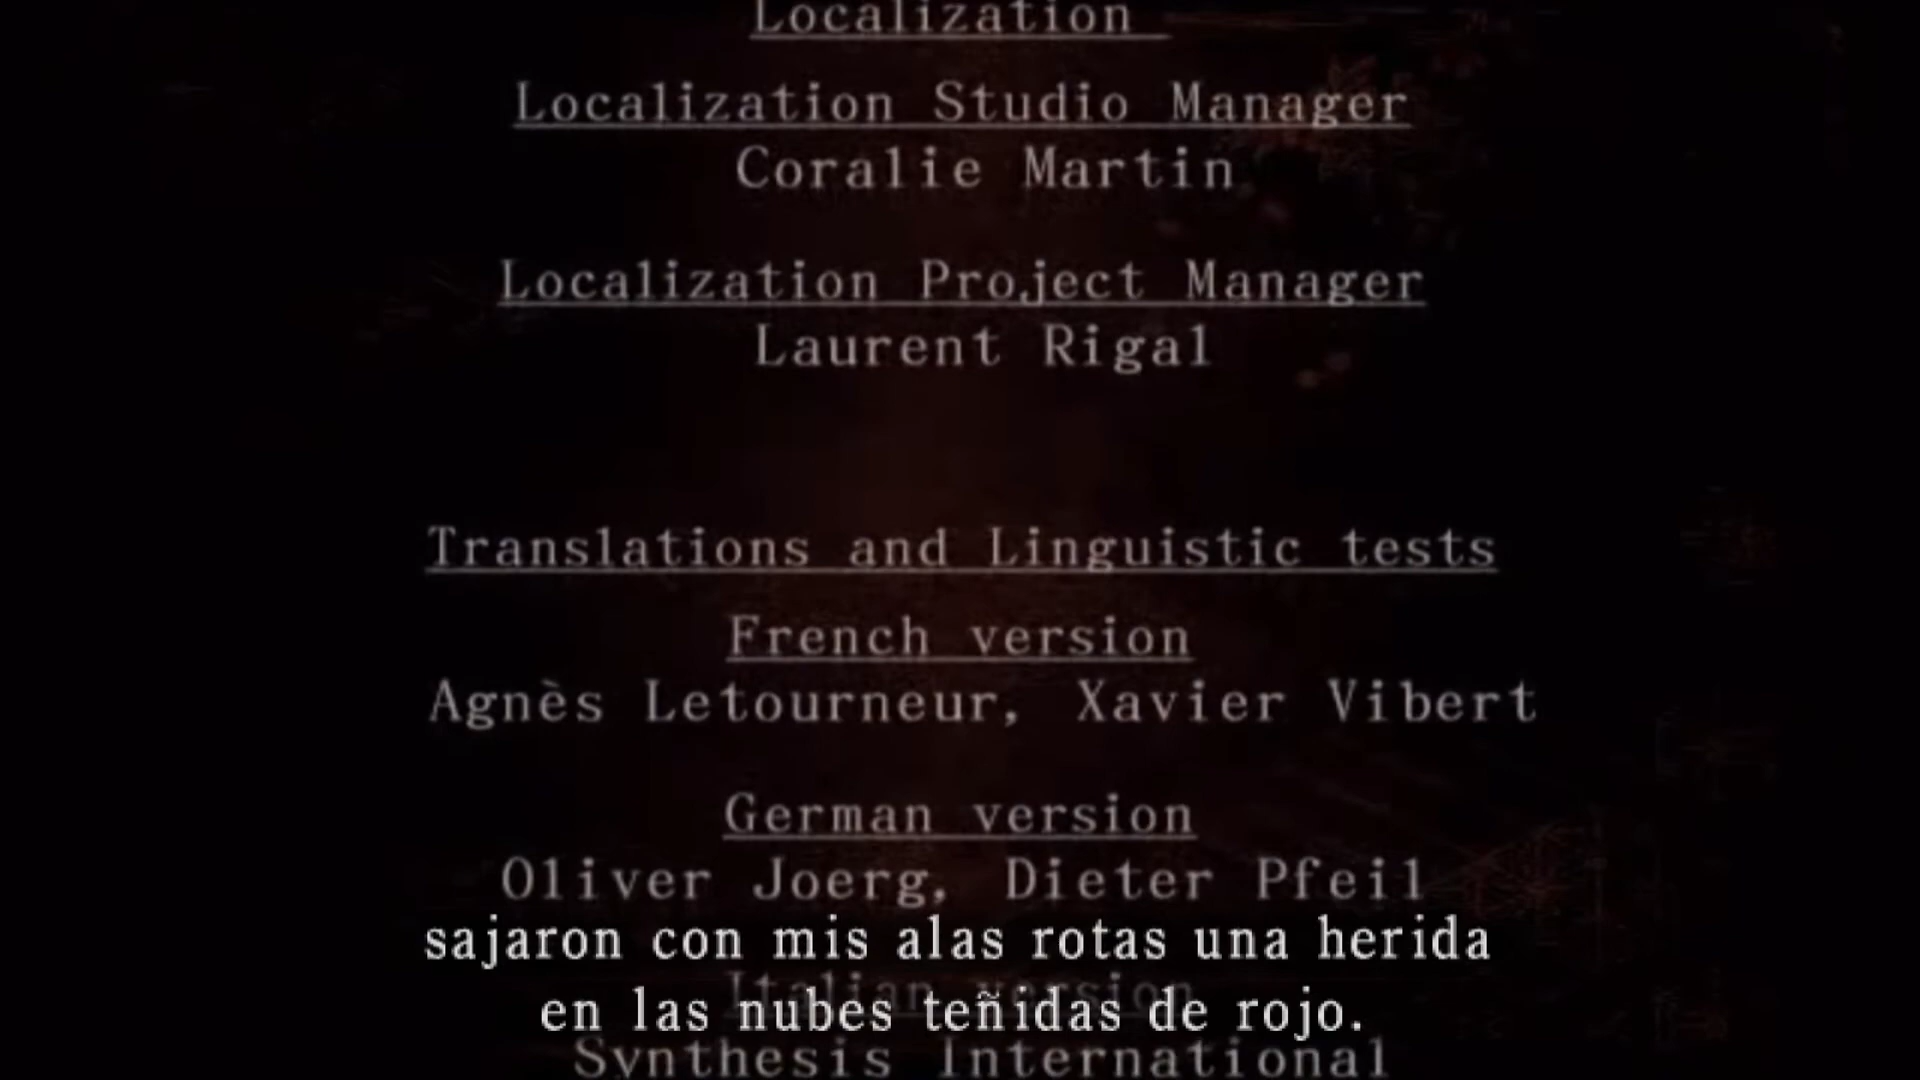 Localization
Localization Studio Manager
Coralie Martin
Localization Project Manager
Laurent Rigal
Translations and Linguistic tests
French version
Agnès Letourneur, Xavier Vibert
German version
Oliver Joerg, Dieter Pfeil
sajaron con mis alas rotas una herida
Italian version
en las nubes teñidas de rojo.
Synthesis International